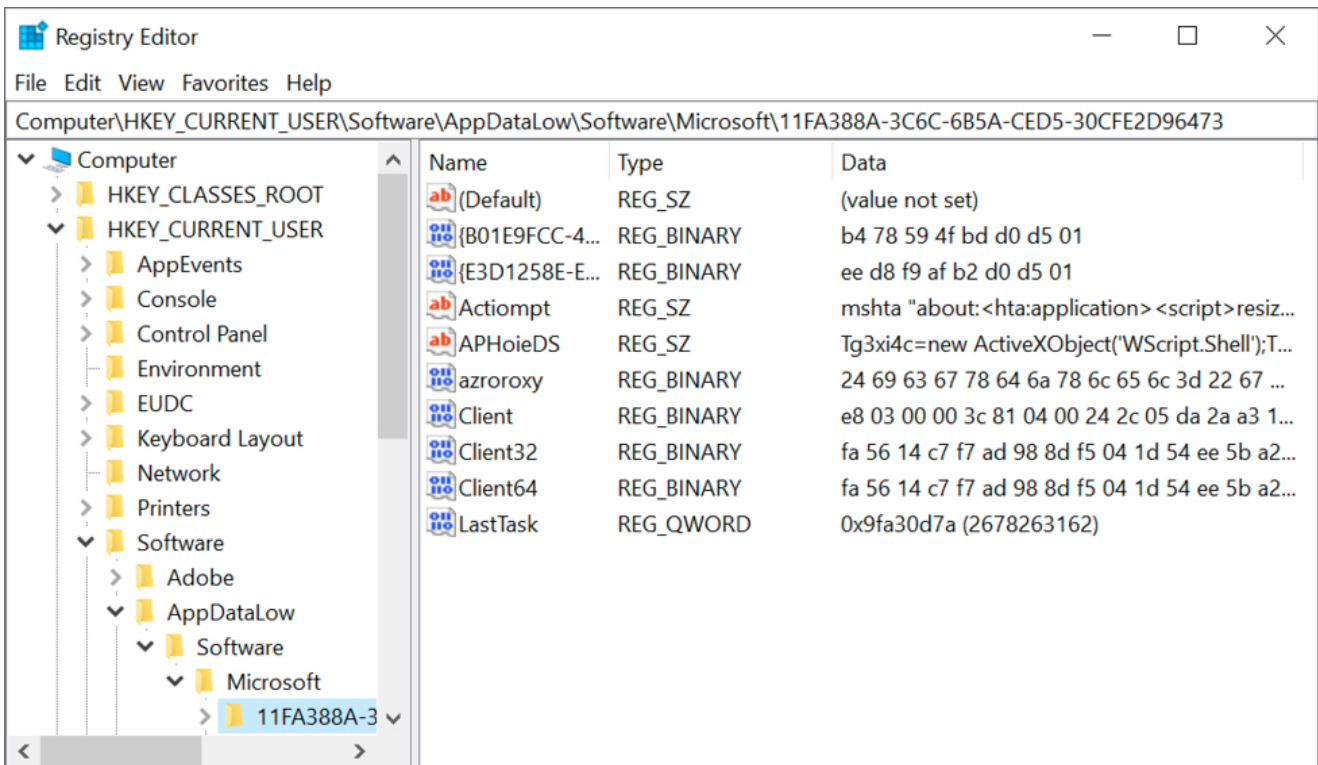 Registry Editor
File Edit View Favorites Help
Computer\HKEY_CURRENT_USER\Software\AppDataLow\Software\Microsoft\11FA388A-3C6C-6B5A-CED5-30CFE2D96473
Computer
HKEY_CLASSES_ROOT
HKEY_CURRENT_USER
AppEvents
Console
Control Panel
Environment
EUDC
Keyboard Layout
Network
Printers
Software
Adobe
AppDataLow
Software
Microsoft
11FA388A-3
Name Type Data
(Default) REG_SZ (value not set)
{B01E9FCC-4... REG_BINARY b4 78 59 4f bd d0 d5 01
{E3D1258E-E... REG_BINARY ee d8 f9 af b2 d0 d5 01
Actiompt REG_SZ mshta "about:<hta:application><script>resiz...
APHoieDS REG_SZ Tg3xi4c=new ActiveXObject('WScript.Shell');T...
azroroxy REG_BINARY 24 69 63 67 78 64 6a 78 6c 65 6c 3d 22 67 ...
Client REG_BINARY e8 03 00 00 3c 81 04 00 24 2c 05 da 2a a3 1...
Client32 REG_BINARY fa 56 14 c7 f7 ad 98 8d f5 04 1d 54 ee 5b a2...
Client64 REG_BINARY fa 56 14 c7 f7 ad 98 8d f5 04 1d 54 ee 5b a2...
LastTask REG_QWORD 0x9fa30d7a (2678263162)